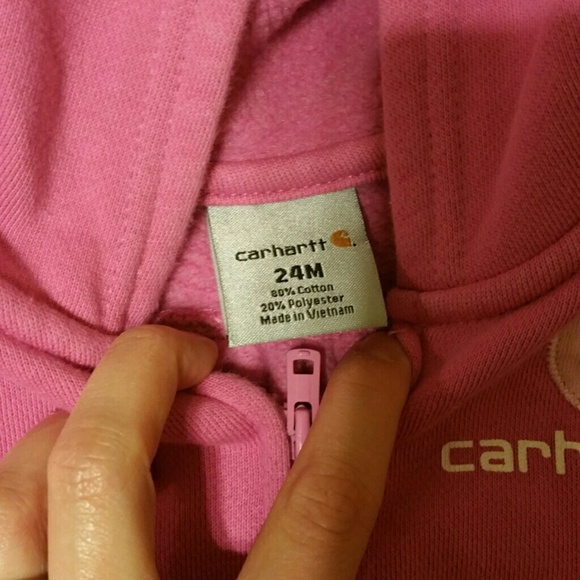 carhartt
24M
80% Cotton
20% Polyester
Made in Vietnam
carh